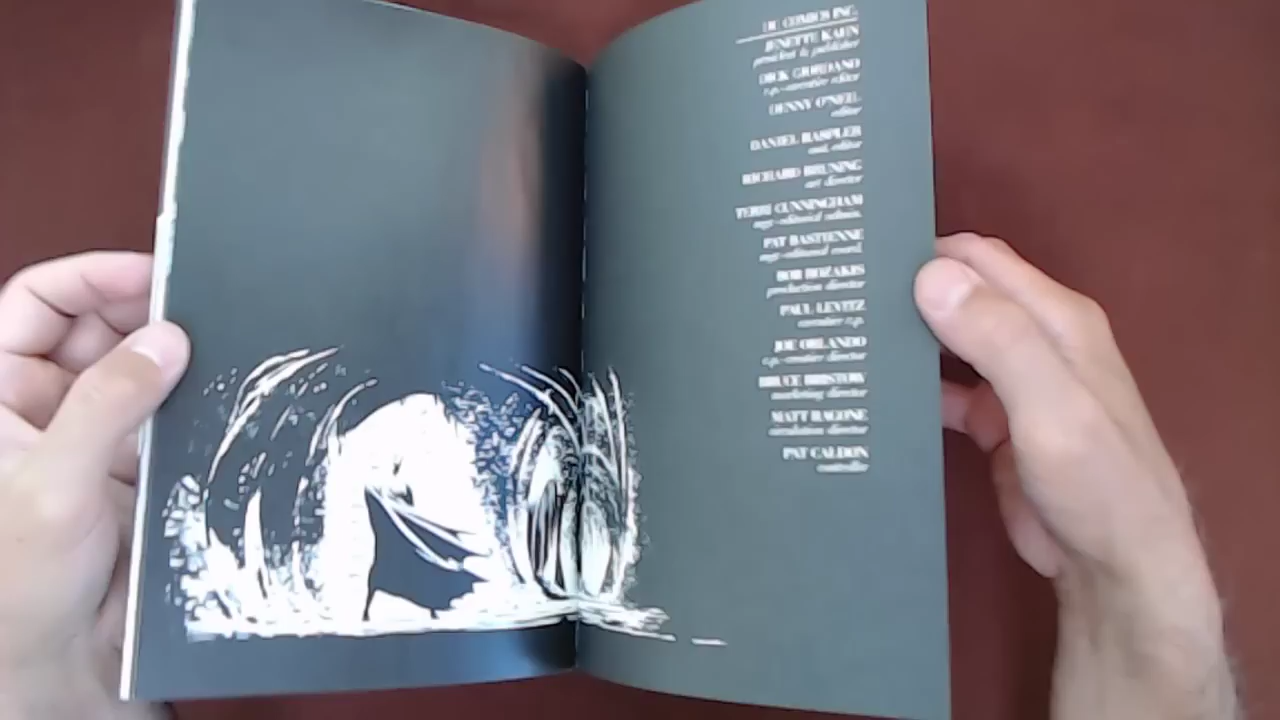 DC COMICS INC.
JENETTE KAHN
president & publisher
DICK GIORDANO
v.p.-executive editor
DENNY O'NEIL
editor
DANIEL RASPLER
asst. editor
RICHARD BRUNING
art director
TERRI CUNNINGHAM
mgr.-editorial admin.
PAT BASTIENNE
mgr.-editorial coord.
BOB ROZAKIS
production director
PAUL LEVITZ
executive v.p.
JOE ORLANDO
v.p.-creative director
BRUCE BRISTOW
marketing director
MATT RAGONE
circulation director
PAT CALDON
controller